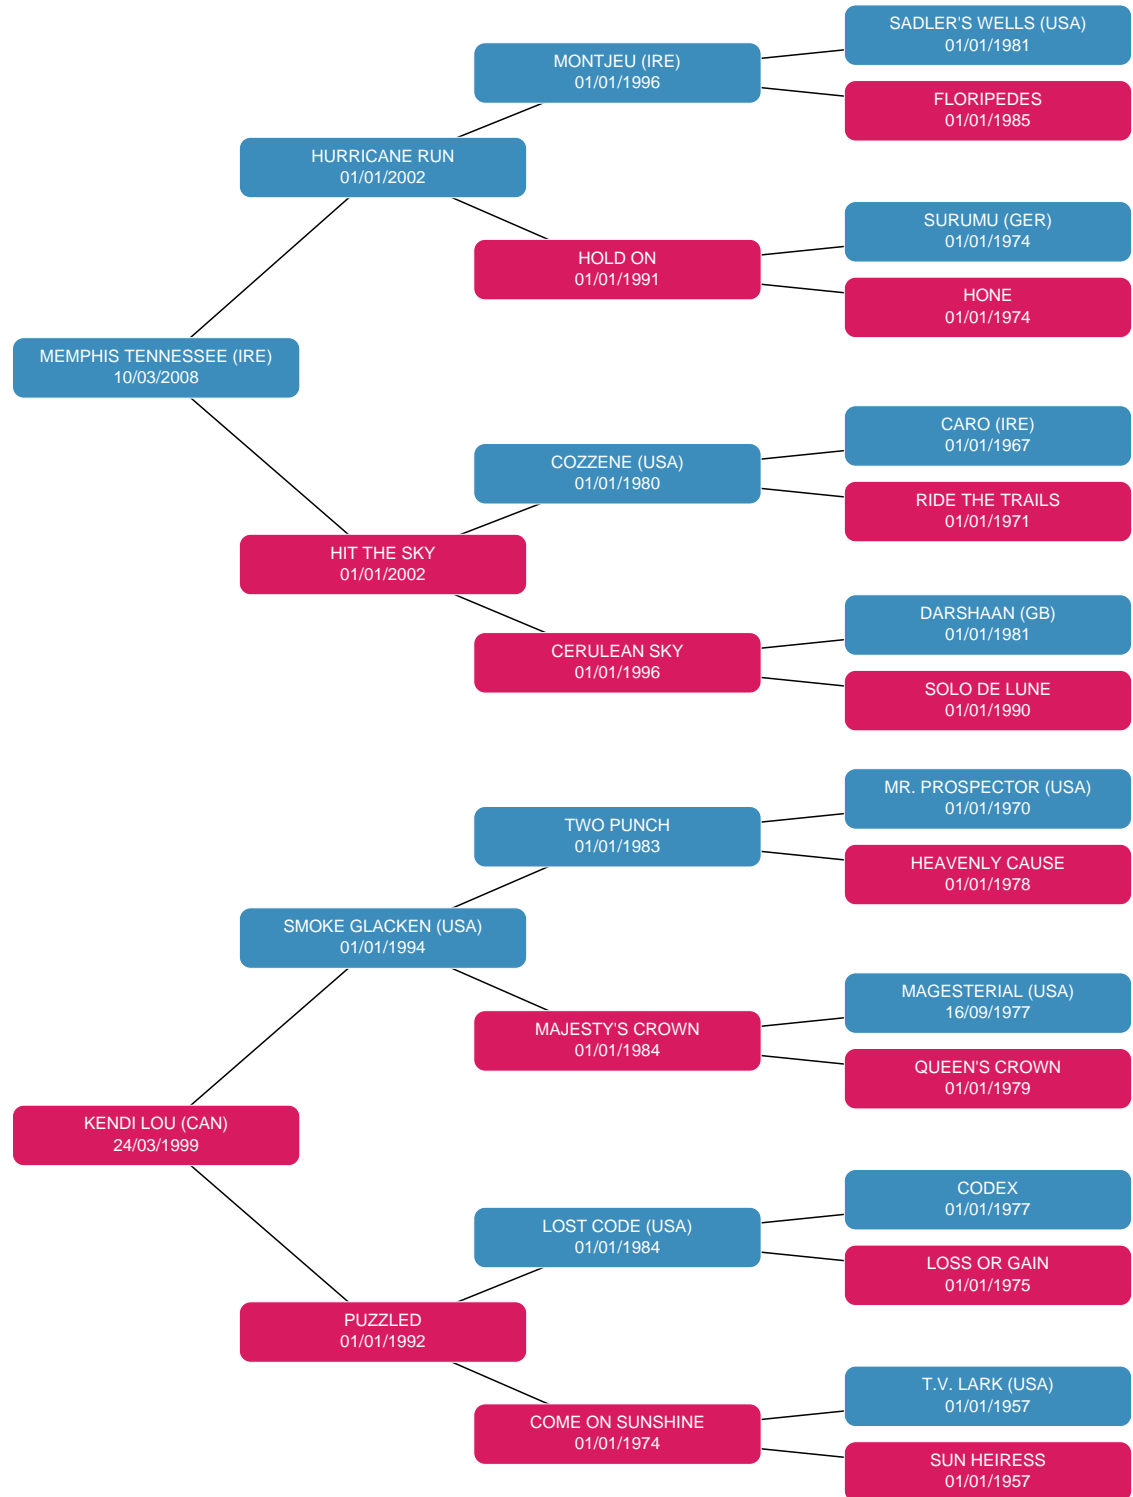 SADLER'S WELLS (USA)
01/01/1981
MONTJEU (IRE)
01/01/1996
FLORIPEDES
01/01/1985
HURRICANE RUN
01/01/2002
SURUMU (GER)
01/01/1974
HOLD ON
01/01/1991
HONE
01/01/1974
MEMPHIS TENNESSEE (IRE)
10/03/2008
CARO (IRE)
01/01/1967
COZZENE (USA)
01/01/1980
RIDE THE TRAILS
01/01/1971
HIT THE SKY
01/01/2002
DARSHAAN (GB)
01/01/1981
CERULEAN SKY
01/01/1996
SOLO DE LUNE
01/01/1990
MR. PROSPECTOR (USA)
01/01/1970
TWO PUNCH
01/01/1983
HEAVENLY CAUSE
01/01/1978
SMOKE GLACKEN (USA)
01/01/1994
MAGESTERIAL (USA)
16/09/1977
MAJESTY'S CROWN
01/01/1984
QUEEN'S CROWN
01/01/1979
KENDI LOU (CAN)
24/03/1999
CODEX
01/01/1977
LOST CODE (USA)
01/01/1984
LOSS OR GAIN
01/01/1975
PUZZLED
01/01/1992
T.V. LARK (USA)
01/01/1957
COME ON SUNSHINE
01/01/1974
SUN HEIRESS
01/01/1957